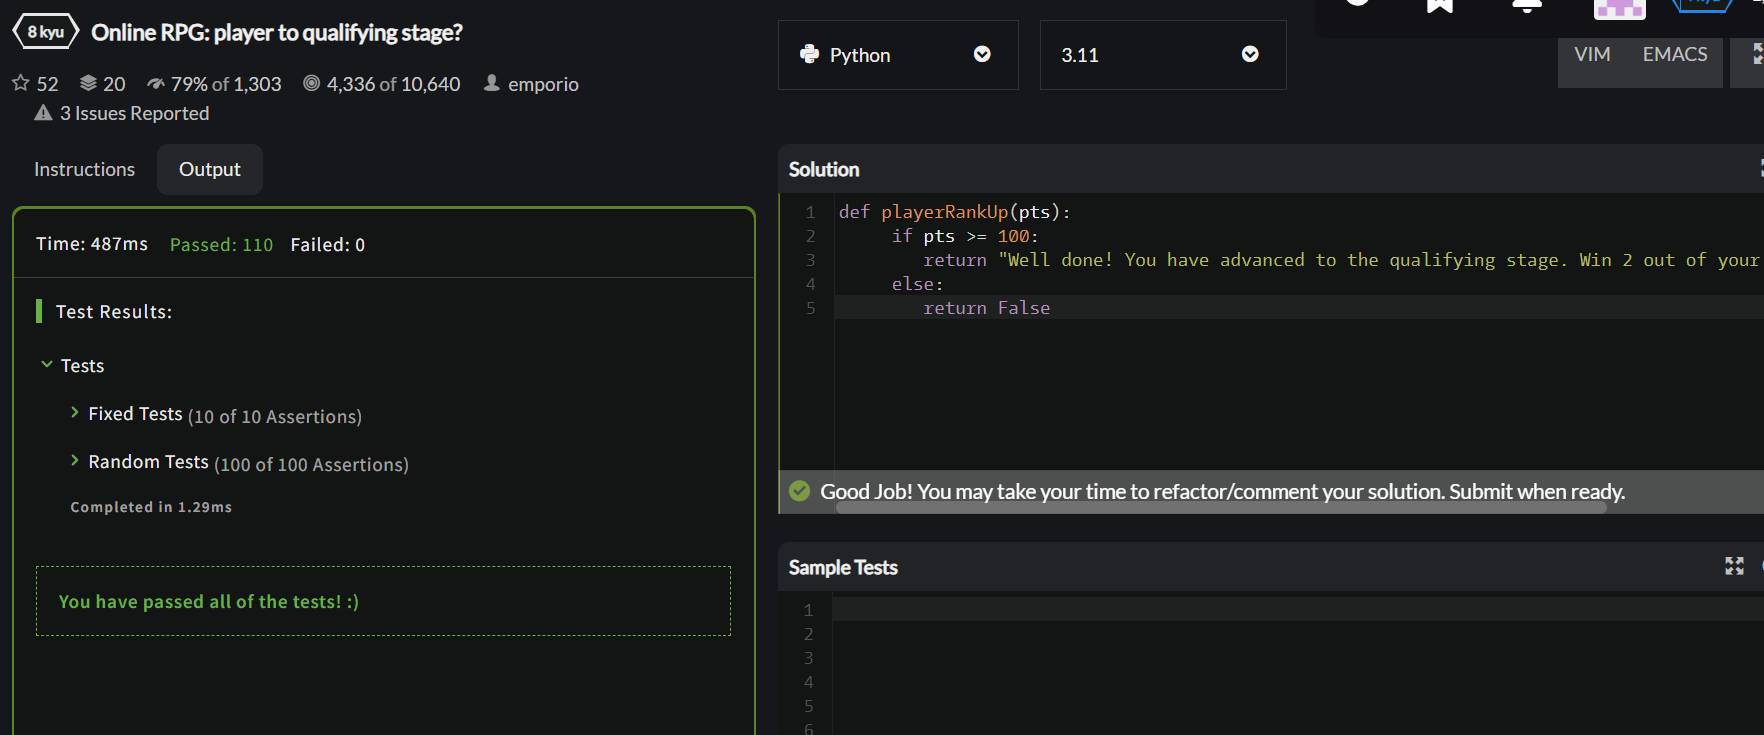 8 kyu Online RPG: player to qualifying stage?
52 20 79% of 1,303 4,336 of 10,640 emporio
3 Issues Reported
Instructions Output
Time: 487ms Passed: 110 Failed: 0
Test Results:
Tests
Fixed Tests (10 of 10 Assertions)
Random Tests (100 of 100 Assertions)
Completed in 1.29ms
You have passed all of the tests! :)
Python 3.11
VIM EMACS
Solution
1 def playerRankUp(pts):
2 if pts >= 100:
3 return "Well done! You have advanced to the qualifying stage. Win 2 out of your
4 else:
5 return False
Good Job! You may take your time to refactor/comment your solution. Submit when ready.
Sample Tests
1
2
3
4
5
6